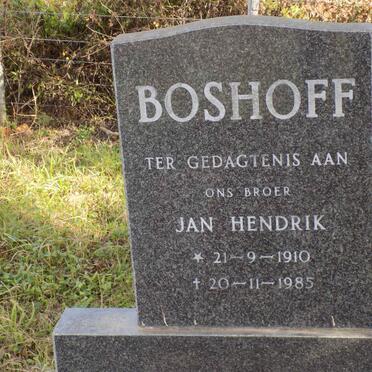 BOSHOFF
TER GEDAGTENIS AAN
ONS BROER
JAN HENDRIK
* 21-9-1910
† 20-11-1985